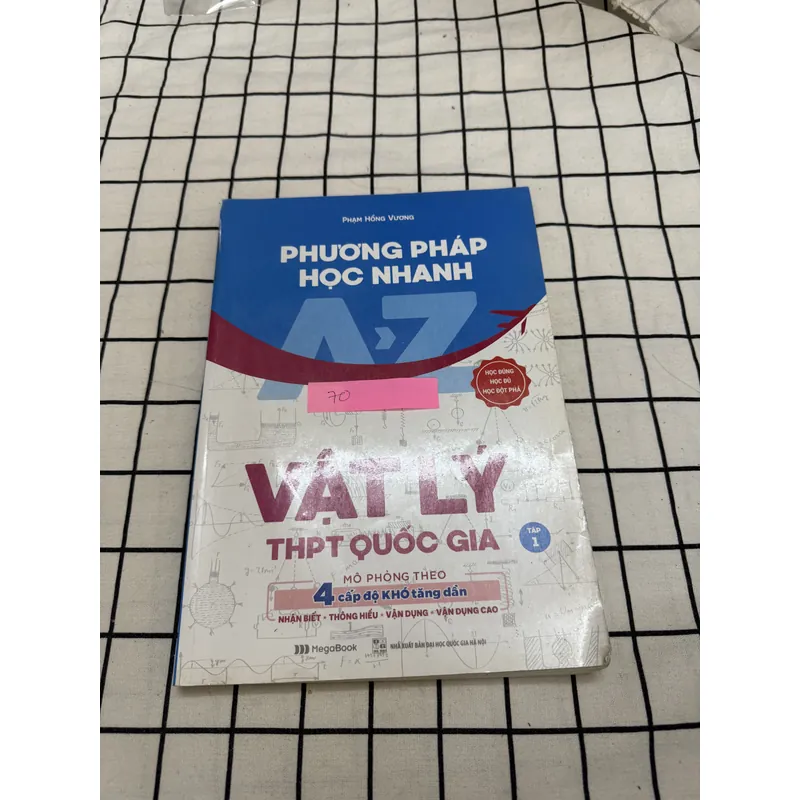 PHẠM HỒNG VƯƠNG
PHƯƠNG PHÁP
HỌC NHANH
A>Z
HỌC ĐÚNG
HỌC ĐỦ
HỌC ĐỘT PHÁ
70
VẬT LÝ
THPT QUỐC GIA
TẬP
1
MÔ PHỎNG THEO
4 cấp độ KHÓ tăng dần
NHẬN BIẾT • THÔNG HIỂU • VẬN DỤNG • VẬN DỤNG CAO
MegaBook
NHÀ XUẤT BẢN ĐẠI HỌC QUỐC GIA HÀ NỘI